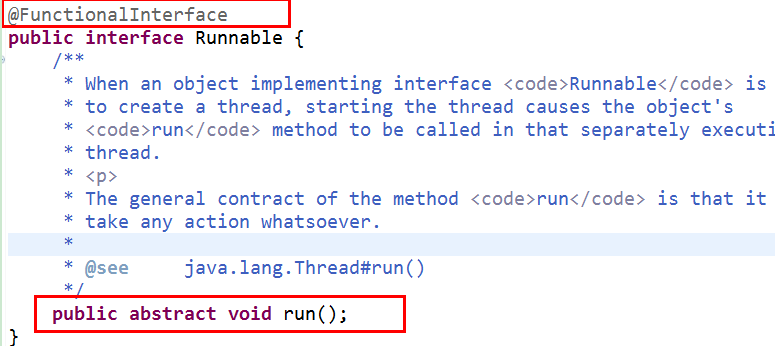 @FunctionalInterface
public interface Runnable {
/**
* When an object implementing interface <code>Runnable</code> is
* to create a thread, starting the thread causes the object's
* <code>run</code> method to be called in that separately executi
* thread.
* <p>
* The general contract of the method <code>run</code> is that it
* take any action whatsoever.
*
* @see java.lang.Thread#run()
*/
public abstract void run();
}